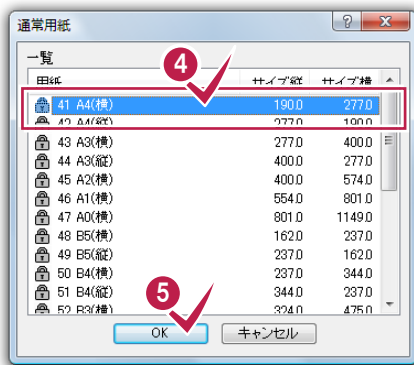 通常用紙
一覧
用紙 サイズ縦 サイズ横
4
41 A4(横) 190.0 277.0
42 A4(縦) 277.0 190.0
43 A3(横) 277.0 400.0
44 A3(縦) 400.0 277.0
45 A2(横) 400.0 574.0
46 A1(横) 554.0 801.0
47 A0(横) 801.0 1149.0
48 B5(横) 162.0 237.0
49 B5(縦) 237.0 162.0
50 B4(横) 237.0 344.0
51 B4(縦) 344.0 237.0
52 B3(横) 324.0 475.0
5
OK キャンセル